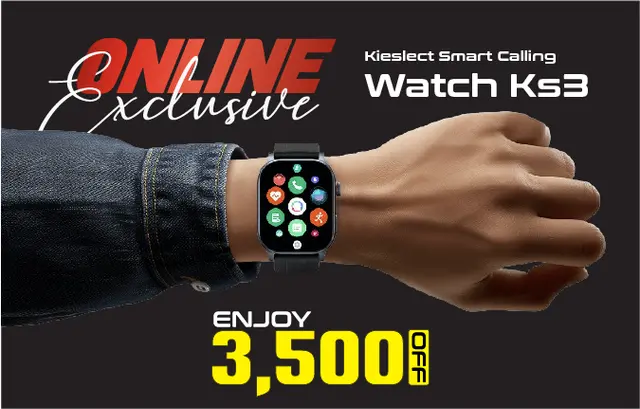 ONLINE
Exclusive
Kieslect Smart Calling
Watch Ks3
ENJOY
3,500 OFF